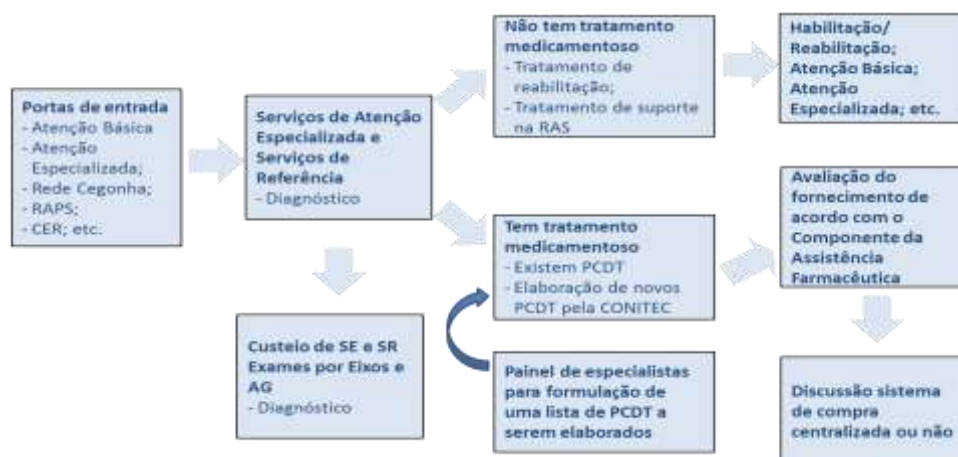 Portas de entrada
- Atenção Básica
- Atenção
Especializada;
- Rede Cegonha;
- RAPS;
- CER; etc.
Serviços de Atenção
Especializada e
Serviços de
Referência
- Diagnóstico
Custeio de SE e SR
Exames por Eixos e
AG
- Diagnóstico
Não tem tratamento
medicamentoso
- Tratamento de
reabilitação;
- Tratamento de suporte
na RAS
Habilitação/
Reabilitação;
Atenção Básica;
Atenção
Especializada; etc.
Tem tratamento
medicamentoso
- Existem PCDT
- Elaboração de novos
PCDT pela CONITEC
Painel de especialistas
para formulação de
uma lista de PCDT a
serem elaborados
Avaliação do
fornecimento de
acordo com o
Componente da
Assistência
Farmacêutica
Discussão sistema
de compra
centralizada ou não